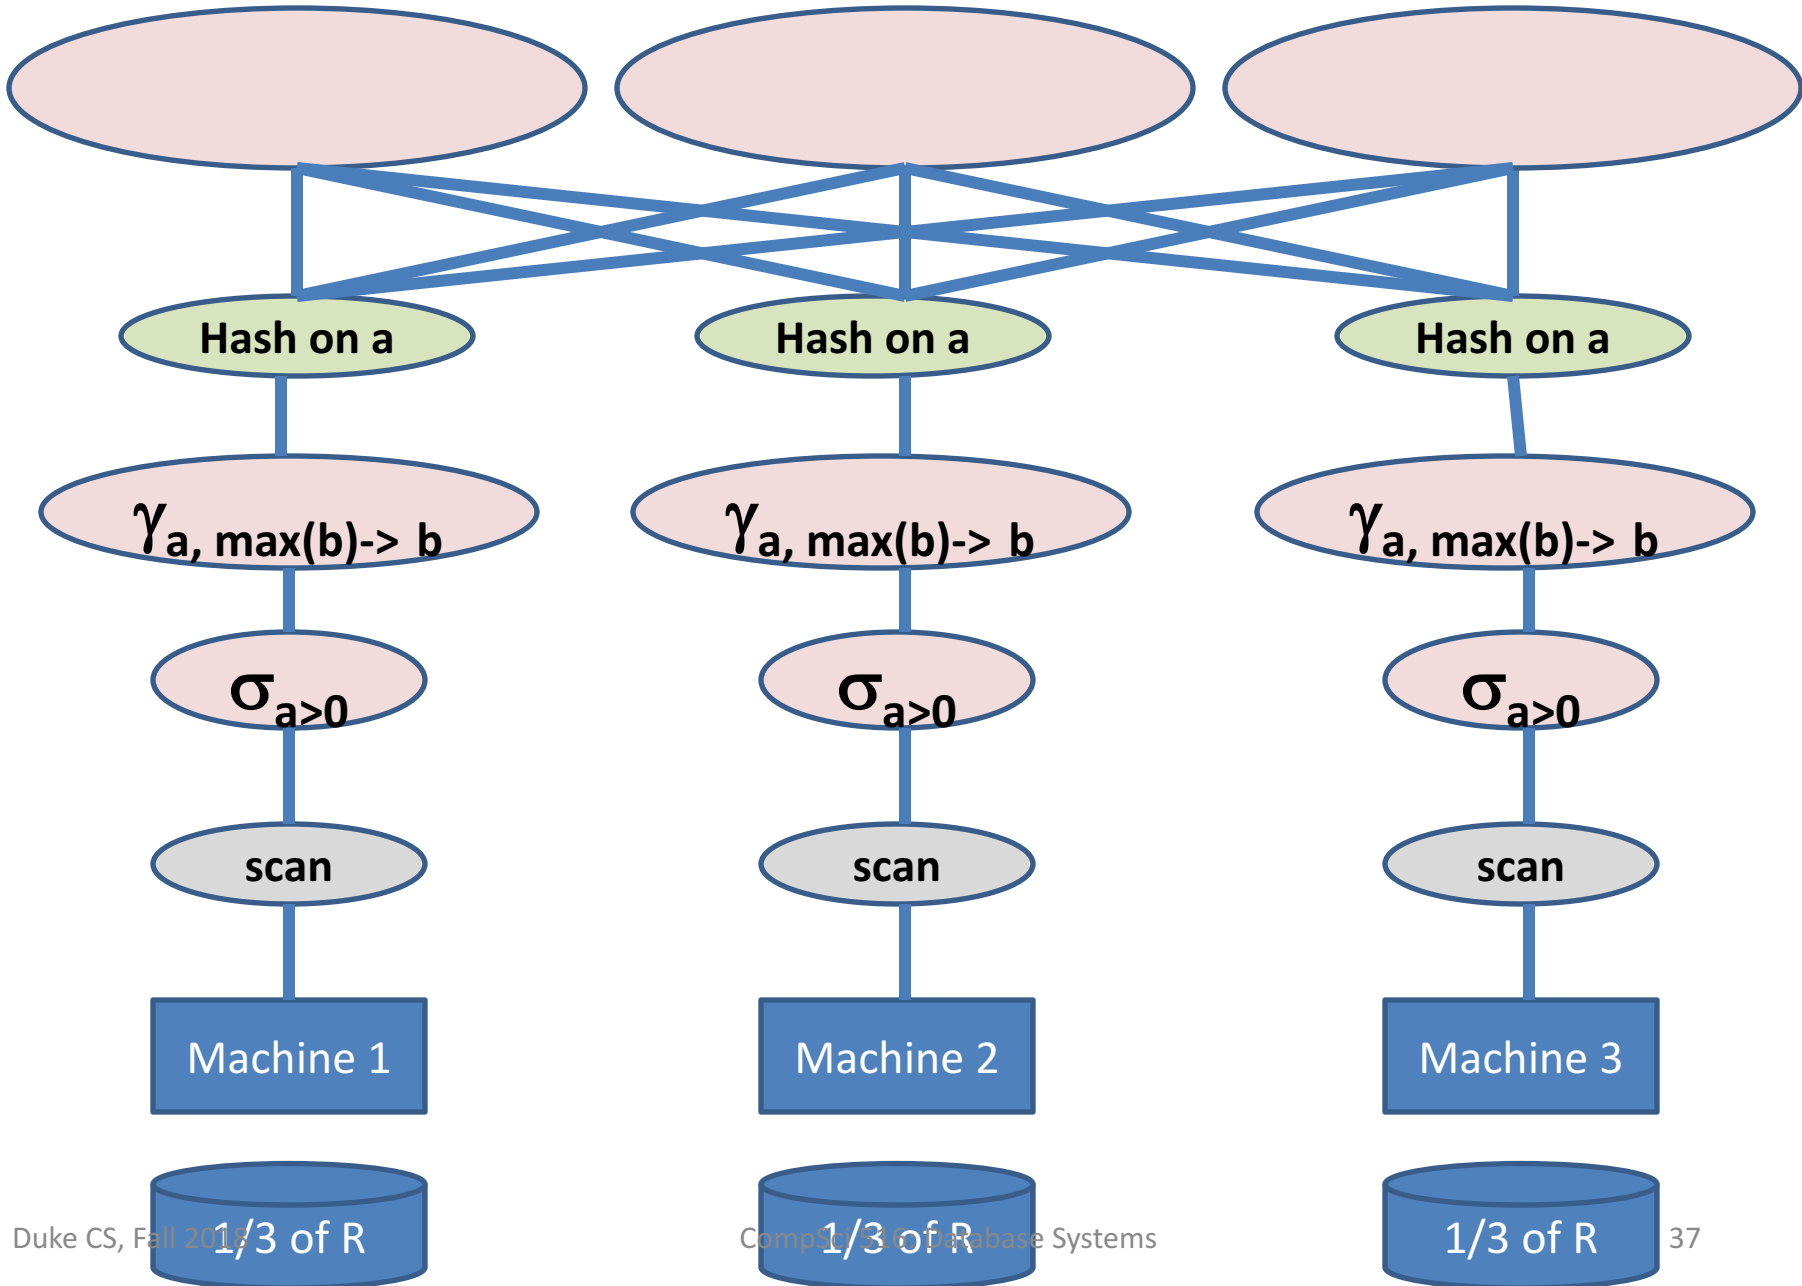 Hash on a Hash on a Hash on a
γa, max(b)-> b γa, max(b)-> b γa, max(b)-> b
σa>0 σa>0 σa>0
scan scan scan
Machine 1 Machine 2 Machine 3
1/3 of R 1/3 of R 1/3 of R
Duke CS, Fall 2018 CompSci 516: Database Systems 37